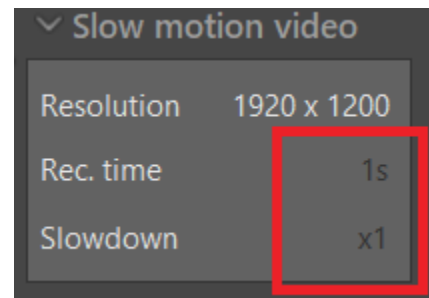 Slow motion video
Resolution 1920 x 1200
Rec. time 1s
Slowdown x1